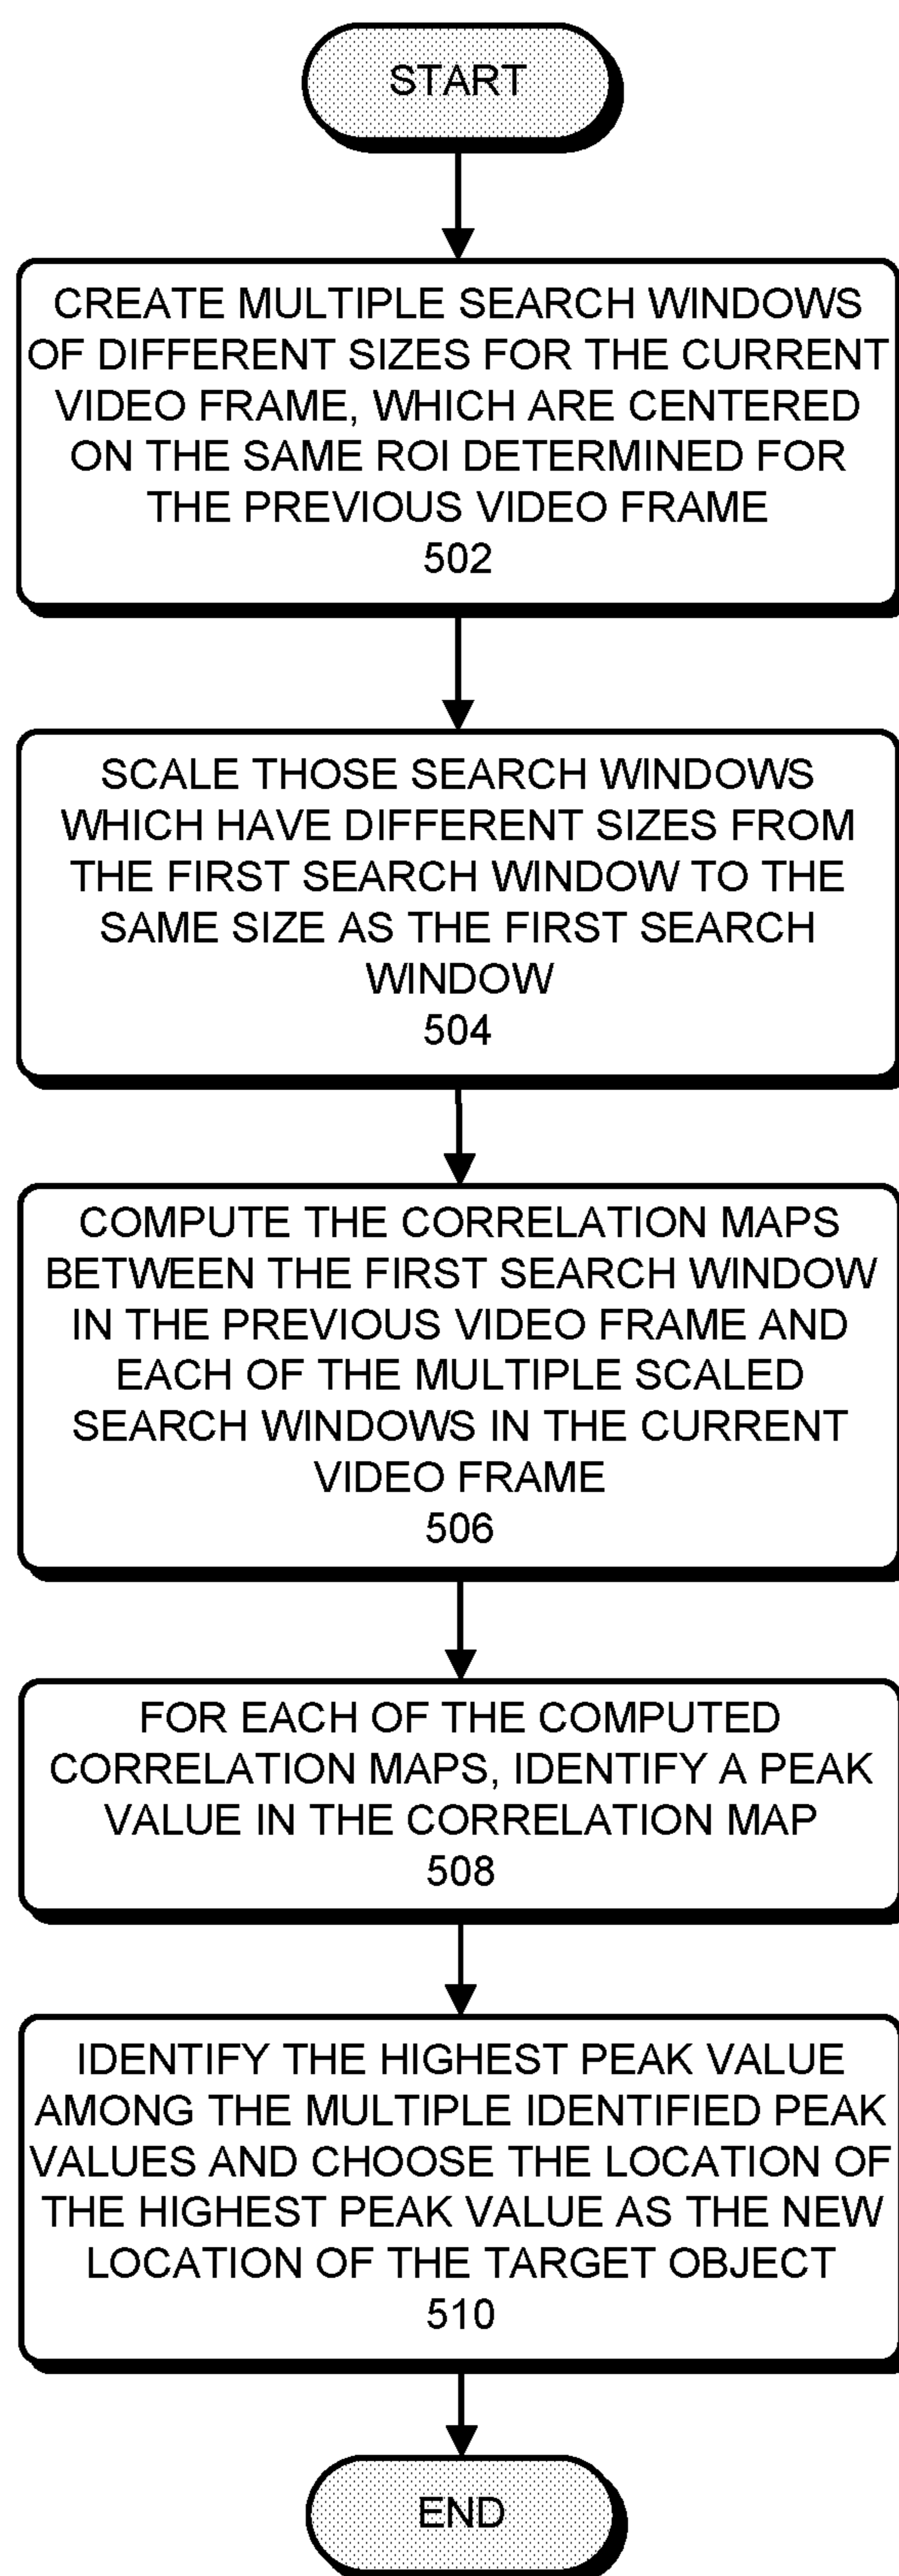 START
CREATE MULTIPLE SEARCH WINDOWS
OF DIFFERENT SIZES FOR THE CURRENT
VIDEO FRAME, WHICH ARE CENTERED
ON THE SAME ROI DETERMINED FOR
THE PREVIOUS VIDEO FRAME
502
SCALE THOSE SEARCH WINDOWS
WHICH HAVE DIFFERENT SIZES FROM
THE FIRST SEARCH WINDOW TO THE
SAME SIZE AS THE FIRST SEARCH
WINDOW
504
COMPUTE THE CORRELATION MAPS
BETWEEN THE FIRST SEARCH WINDOW
IN THE PREVIOUS VIDEO FRAME AND
EACH OF THE MULTIPLE SCALED
SEARCH WINDOWS IN THE CURRENT
VIDEO FRAME
506
FOR EACH OF THE COMPUTED
CORRELATION MAPS, IDENTIFY A PEAK
VALUE IN THE CORRELATION MAP
508
IDENTIFY THE HIGHEST PEAK VALUE
AMONG THE MULTIPLE IDENTIFIED PEAK
VALUES AND CHOOSE THE LOCATION OF
THE HIGHEST PEAK VALUE AS THE NEW
LOCATION OF THE TARGET OBJECT
510
END